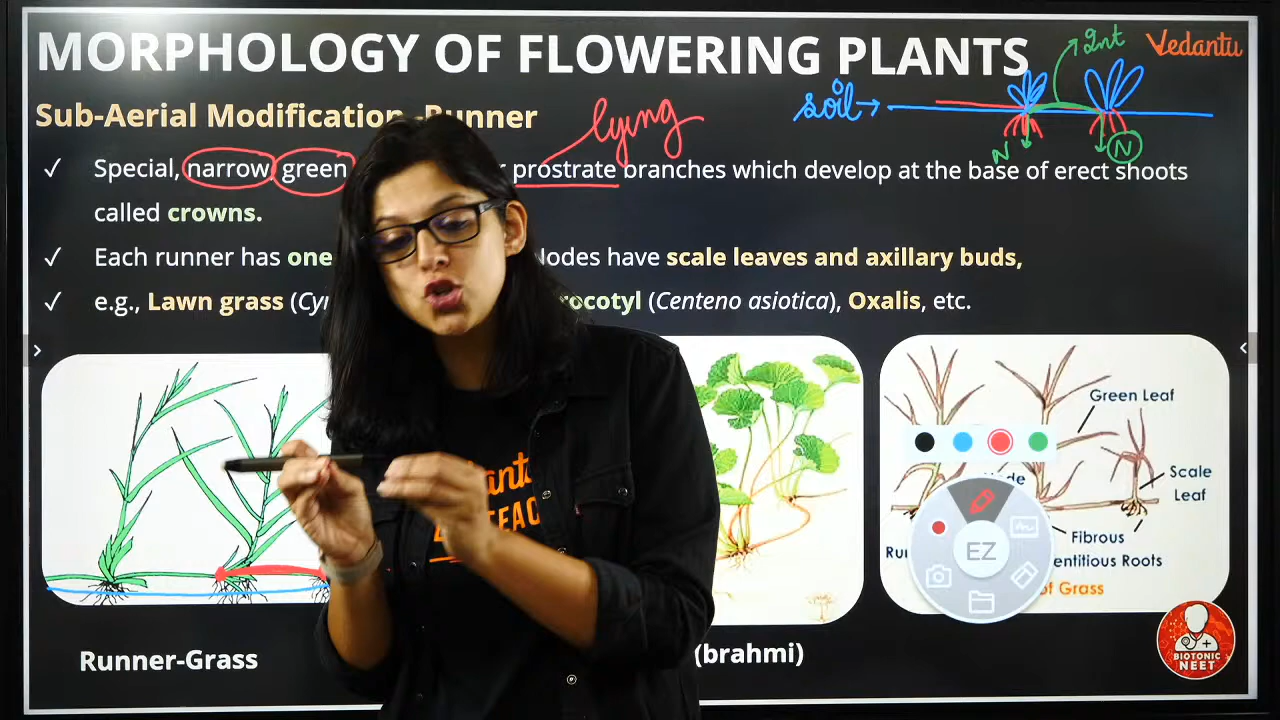 MORPHOLOGY OF FLOWERING PLANTS
Int
Vedantu
soil
N
N
Sub-Aerial Modification -Runner
lying
✓ Special, narrow, green prostrate branches which develop at the base of erect shoots
called crowns.
✓ Each runner has one Nodes have scale leaves and axillary buds,
✓ e.g., Lawn grass (Cyn rocotyl (Centeno asiotica), Oxalis, etc.
Green Leaf
Scale
Leaf
Fibrous
entitious Roots
of Grass
EZ
TEAC
Runner-Grass
(brahmi)
BIOTONIC
NEET